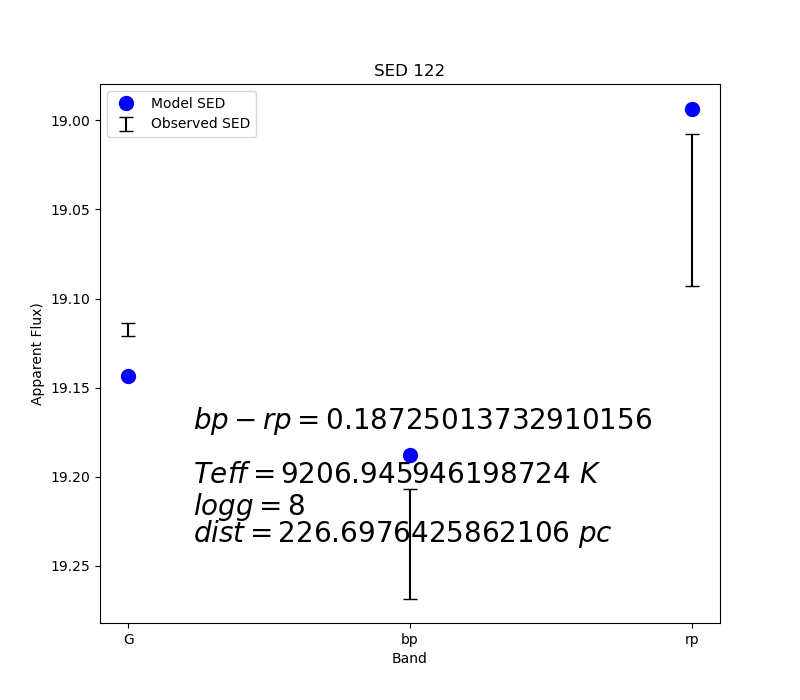 SED 122
Model SED
Observed SED
19.00
19.05
19.10
19.15
19.20
19.25
Apparent Flux)
bp − rp = 0.18725013732910156
Teff = 9206.945946198724 K
logg = 8
dist = 226.6976425862106 pc
G bp rp
Band